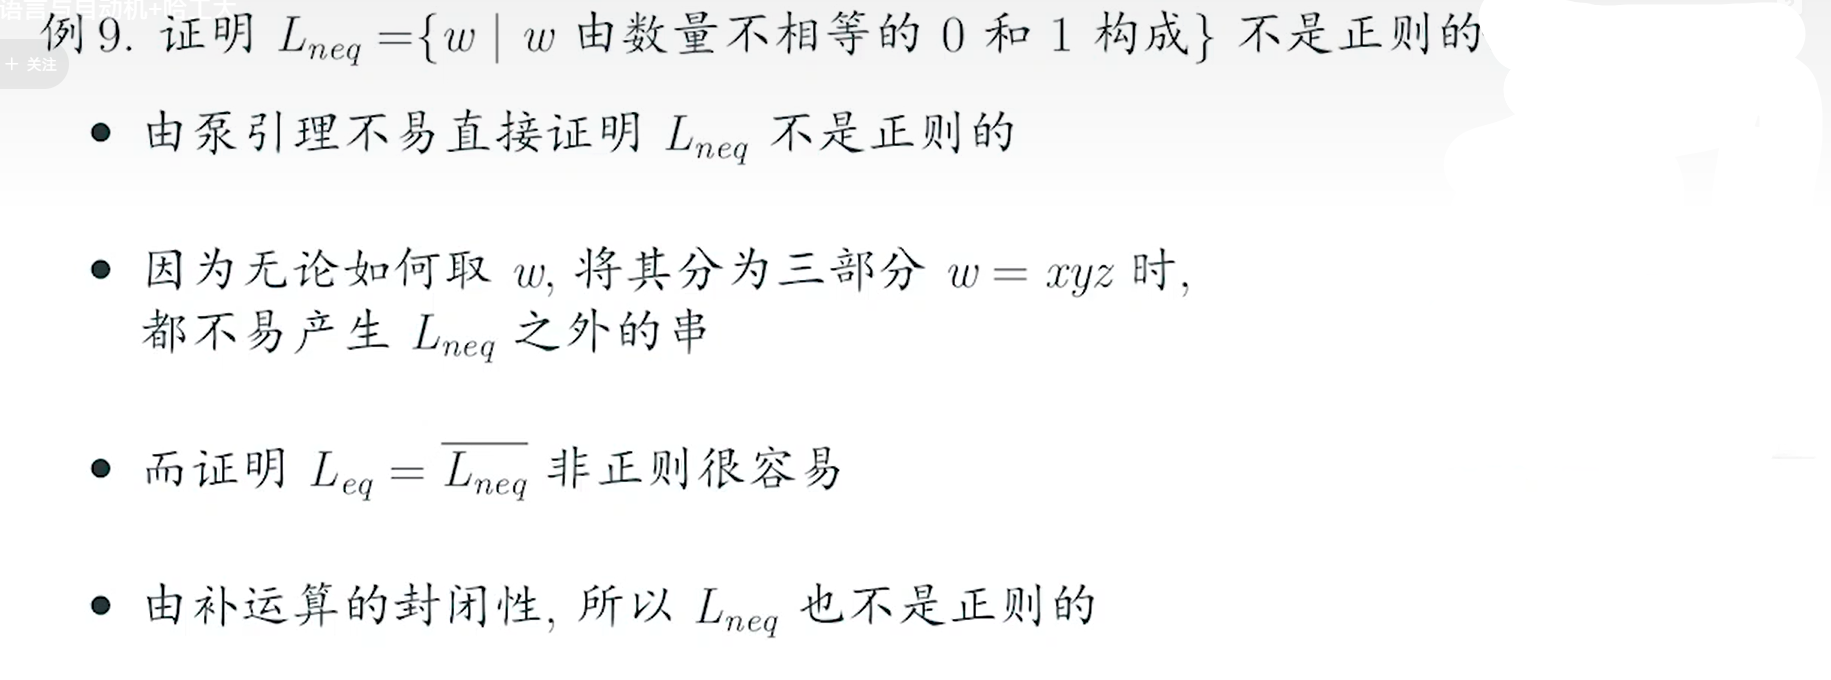 语言与自动机+哈工大
+ 关注
例 9. 证明 L_{neq} ={w | w 由数量不相等的 0 和 1 构成} 不是正则的
• 由泵引理不易直接证明 L_{neq} 不是正则的
• 因为无论如何取 w, 将其分为三部分 w = xyz 时,
都不易产生 L_{neq} 之外的串
• 而证明 L_{eq} = \overline{L_{neq}} 非正则很容易
• 由补运算的封闭性, 所以 L_{neq} 也不是正则的